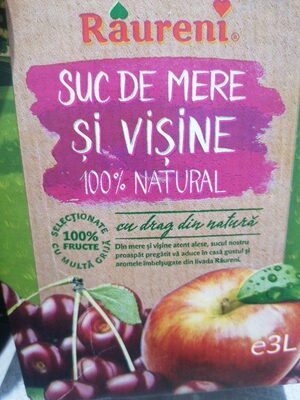 Râureni®
SUC DE MERE
ȘI VIȘINE
100% NATURAL
SELECȚIONATE
100%
FRUCTE
CU MULTĂ GRIJĂ
cu drag din natură
Din mere și vișine atent alese, sucul nostru
proaspăt pregătit vă aduce în casă gustul și
aromele îmbelșugate din livada Râureni.
e3L